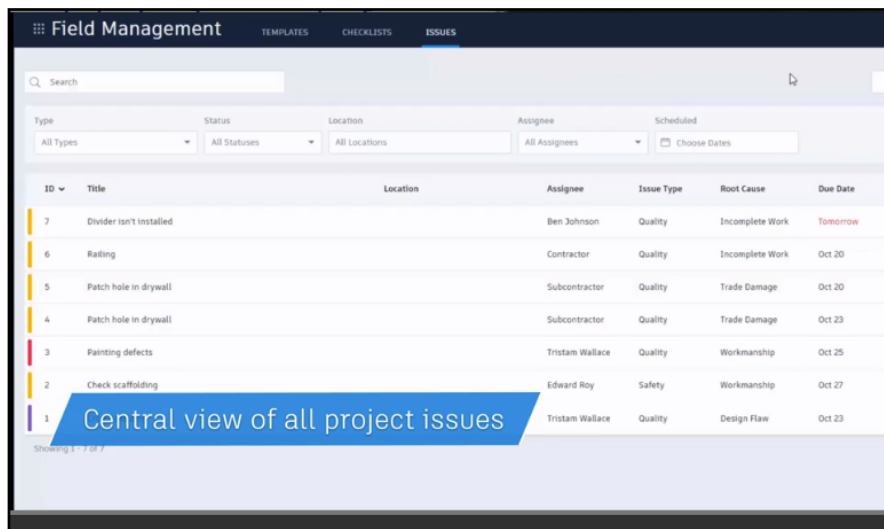 Field Management TEMPLATES CHECKLISTS ISSUES
Search
Type Status Location Assignee Scheduled
All Types All Statuses All Locations All Assignees Choose Dates
ID Title Location Assignee Issue Type Root Cause Due Date
7 Divider isn't installed Ben Johnson Quality Incomplete Work Tomorrow
6 Railing Contractor Quality Incomplete Work Oct 20
5 Patch hole in drywall Subcontractor Quality Trade Damage Oct 20
4 Patch hole in drywall Subcontractor Quality Trade Damage Oct 23
3 Painting defects Tristam Wallace Quality Workmanship Oct 25
2 Check scaffolding Edward Roy Safety Workmanship Oct 27
1 Tristam Wallace Quality Design Flaw Oct 23
Central view of all project issues
Showing 1 - 7 of 7